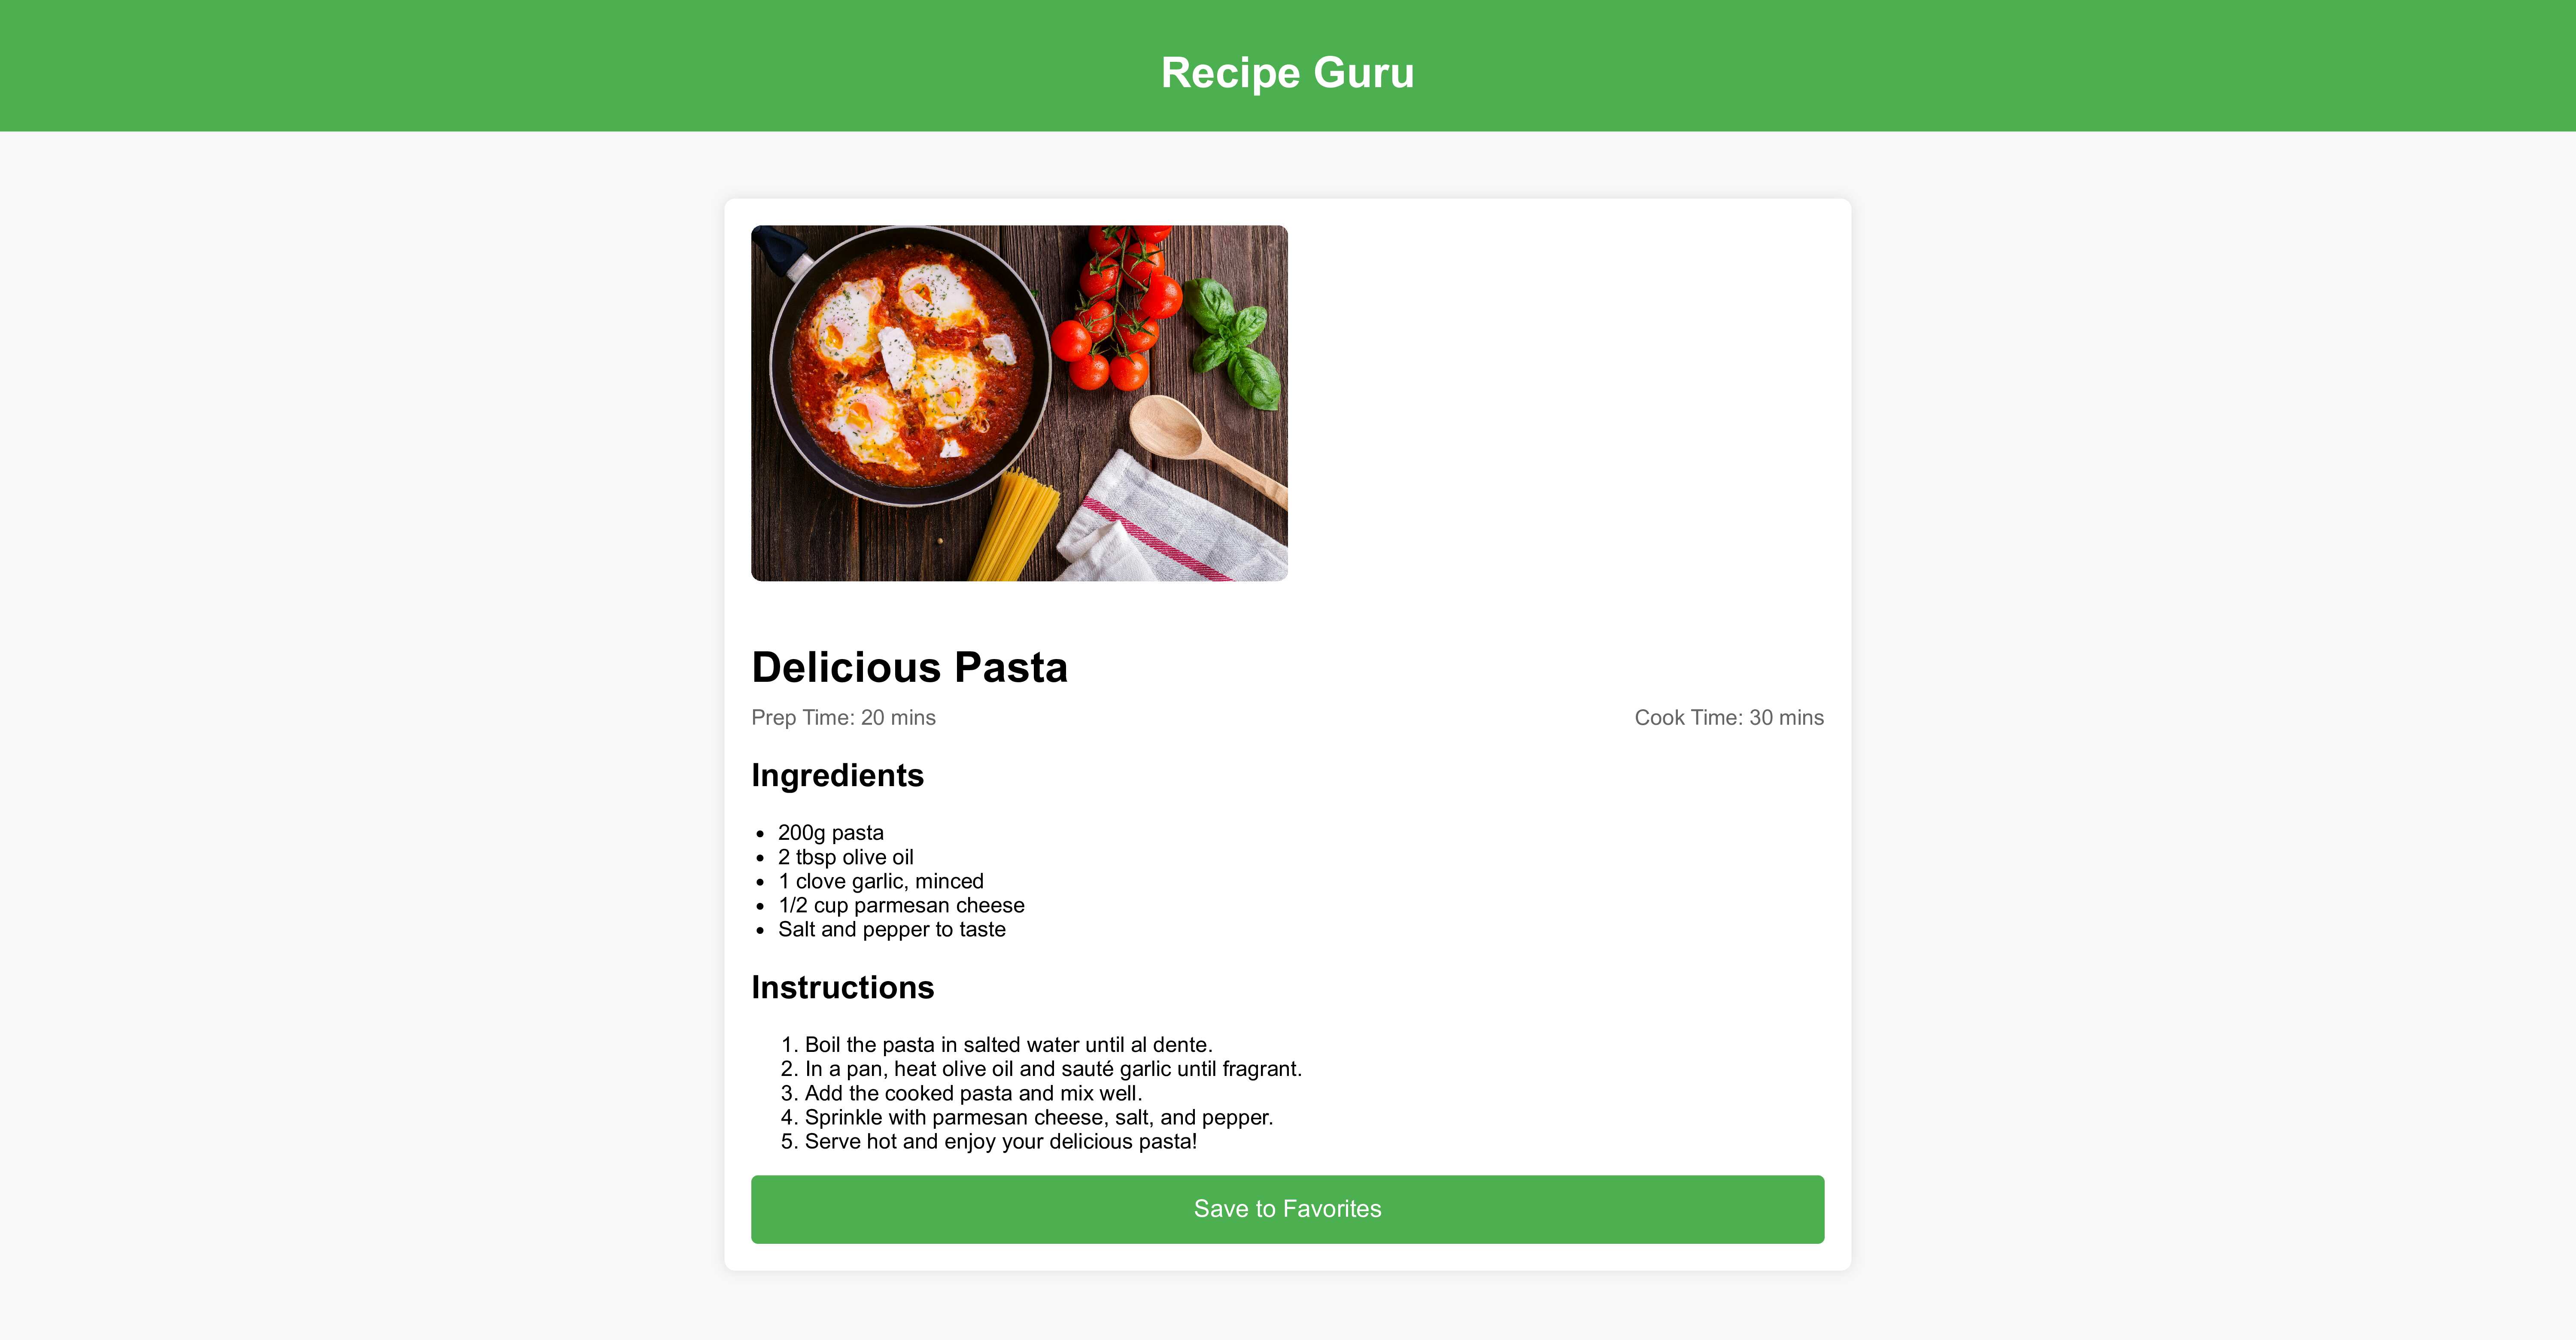 Recipe Guru
Delicious Pasta
Prep Time: 20 mins
Cook Time: 30 mins
Ingredients
• 200g pasta
• 2 tbsp olive oil
• 1 clove garlic, minced
• 1/2 cup parmesan cheese
• Salt and pepper to taste
Instructions
1. Boil the pasta in salted water until al dente.
2. In a pan, heat olive oil and sauté garlic until fragrant.
3. Add the cooked pasta and mix well.
4. Sprinkle with parmesan cheese, salt, and pepper.
5. Serve hot and enjoy your delicious pasta!
Save to Favorites